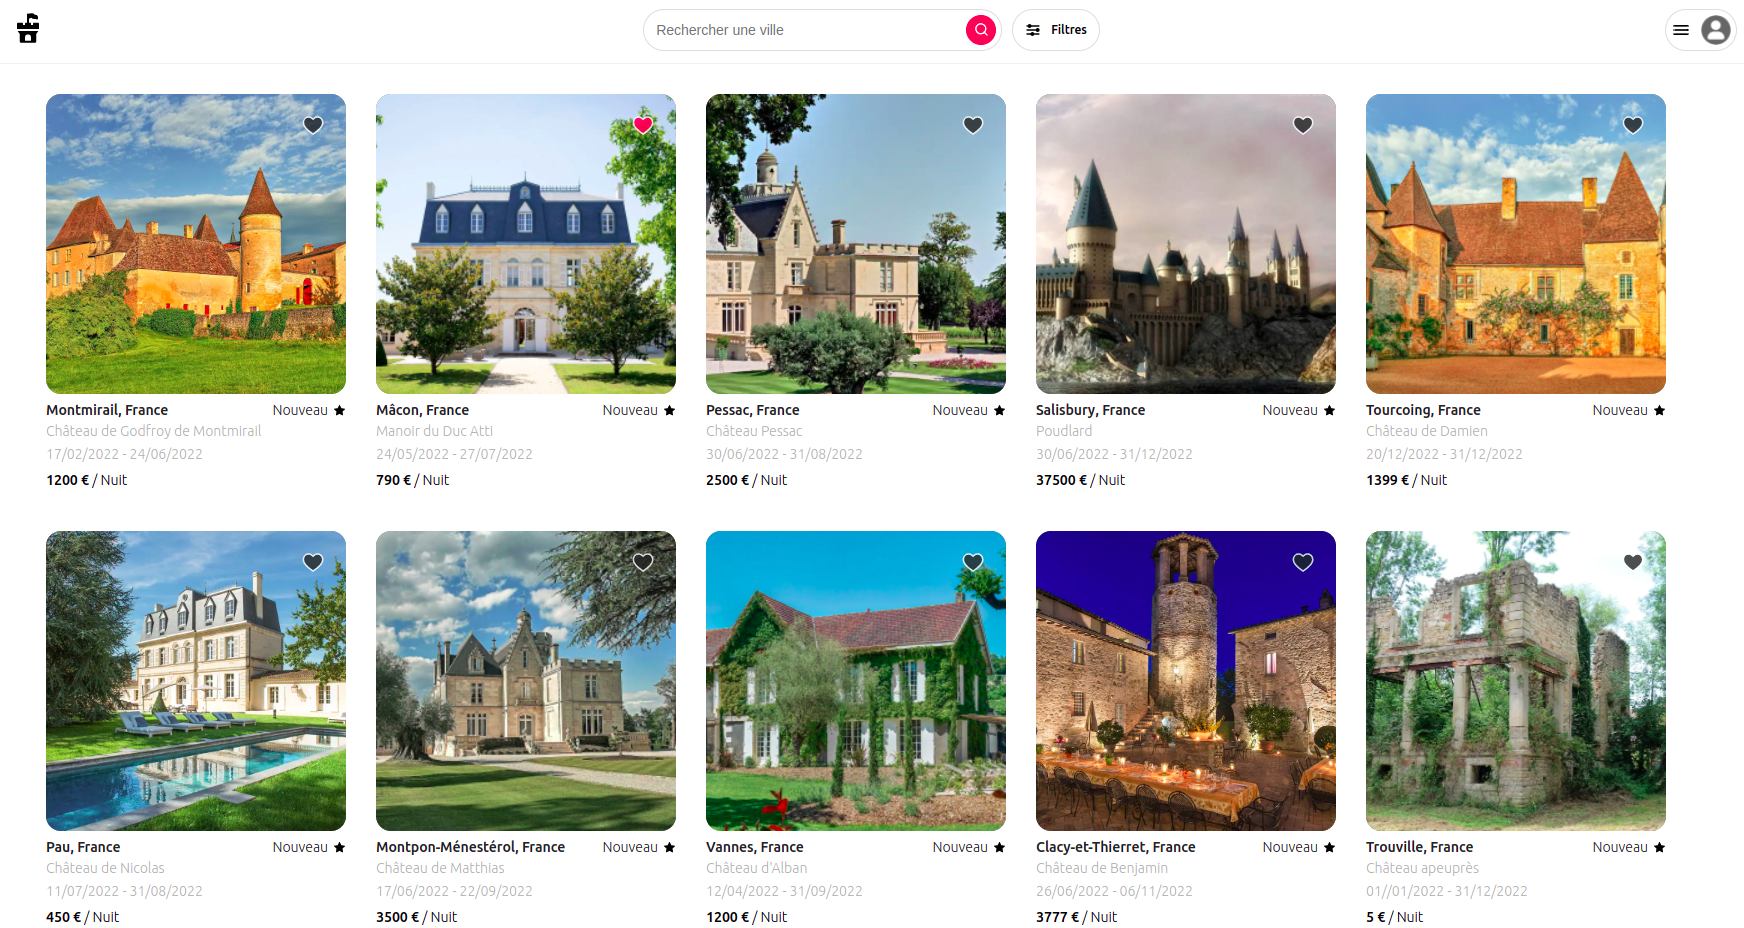 Rechercher une ville
Filtres
Montmirail, France Nouveau ★
Château de Godfroy de Montmirail
17/02/2022 - 24/06/2022
1200 € / Nuit
Mâcon, France Nouveau ★
Manoir du Duc Atti
24/05/2022 - 27/07/2022
790 € / Nuit
Pessac, France Nouveau ★
Château Pessac
30/06/2022 - 31/08/2022
2500 € / Nuit
Salisbury, France Nouveau ★
Poudlard
30/06/2022 - 31/12/2022
37500 € / Nuit
Tourcoing, France Nouveau ★
Château de Damien
20/12/2022 - 31/12/2022
1399 € / Nuit
Pau, France Nouveau ★
Château de Nicolas
11/07/2022 - 31/08/2022
450 € / Nuit
Montpon-Ménestérol, France Nouveau ★
Château de Matthias
17/06/2022 - 22/09/2022
3500 € / Nuit
Vannes, France Nouveau ★
Château d'Alban
12/04/2022 - 31/09/2022
1200 € / Nuit
Clacy-et-Thierret, France Nouveau ★
Château de Benjamin
26/06/2022 - 06/11/2022
3777 € / Nuit
Trouville, France Nouveau ★
Château apeuprès
01//01/2022 - 31/12/2022
5 € / Nuit